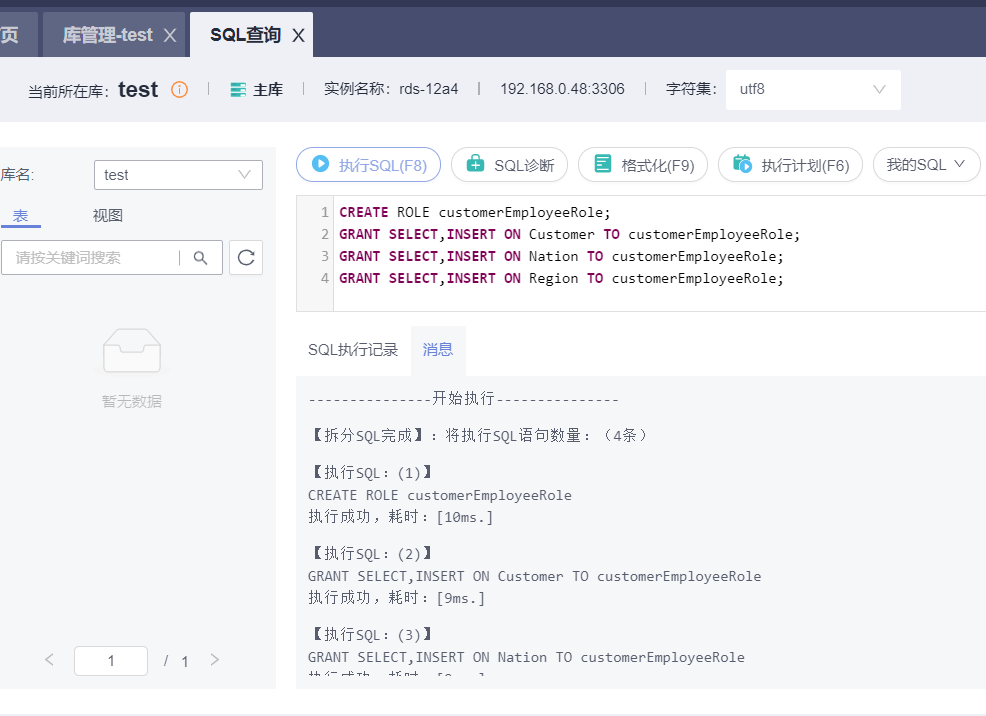 页
库管理-test X
SQL查询 X
当前所在库： test
主库
实例名称： rds-12a4
192.168.0.48:3306
字符集： utf8
库名: test
表 视图
请按关键词搜索
暂无数据
1 / 1
执行SQL(F8) SQL诊断 格式化(F9) 执行计划(F6) 我的SQL
1 CREATE ROLE customerEmployeeRole;
2 GRANT SELECT,INSERT ON Customer TO customerEmployeeRole;
3 GRANT SELECT,INSERT ON Nation TO customerEmployeeRole;
4 GRANT SELECT,INSERT ON Region TO customerEmployeeRole;
SQL执行记录 消息
---------------开始执行---------------
【拆分SQL完成】：将执行SQL语句数量：（4条）
【执行SQL：(1)】
CREATE ROLE customerEmployeeRole
执行成功，耗时：[10ms.]
【执行SQL：(2)】
GRANT SELECT,INSERT ON Customer TO customerEmployeeRole
执行成功，耗时：[9ms.]
【执行SQL：(3)】
GRANT SELECT,INSERT ON Nation TO customerEmployeeRole